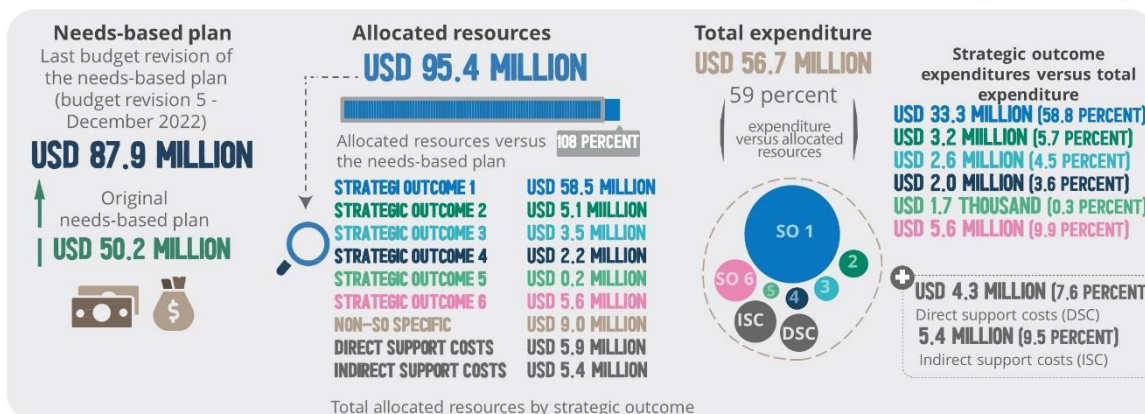 Needs-based plan
Last budget revision of
the needs-based plan
(budget revision 5 -
December 2022)
USD 87.9 MILLION
Original
needs-based plan
USD 50.2 MILLION
Allocated resources
USD 95.4 MILLION
Allocated resources versus
the needs-based plan
108 PERCENT
STRATEGI OUTCOME 1 USD 58.5 MILLION
STRATEGIC OUTCOME 2 USD 5.1 MIILLION
STRATEGIC OUTCOME 3 USD 3.5 MILLION
STRATEGIC OUTCOME 4 USD 2.2 MILLION
STRATEGIC OUTCOME 5 USD 0.2 MILLION
STRATEGIC OUTCOME 6 USD 5.6 MILLION
NON-SO SPECIFIC USD 9.0 MILLION
DIRECT SUPPORT COSTS USD 5.9 MILLION
INDIRECT SUPPORT COSTS USD 5.4 MILLION
Total allocated resources by strategic outcome
Total expenditure
USD 56.7 MILLION
59 percent
expenditure
versus allocated
resources
SO 1
2
3
4
5
SO 6
ISC
DSC
Strategic outcome
expenditures versus total
expenditure
USD 33.3 MILLION (58.8 PERCENT)
USD 3.2 MIILLION (5.7 PERCENT)
USD 2.6 MILLION (4.5 PERCENT)
USD 2.0 MILLION (3.6 PERCENT)
USD 1.7 THOUSAND (0.3 PERCENT)
USD 5.6 MILLION (9.9 PERCENT)
USD 4.3 MILLION (7.6 PERCENT
Direct support costs (DSC)
5.4 MILLION (9.5 PERCENT)
Indirect support costs (ISC)